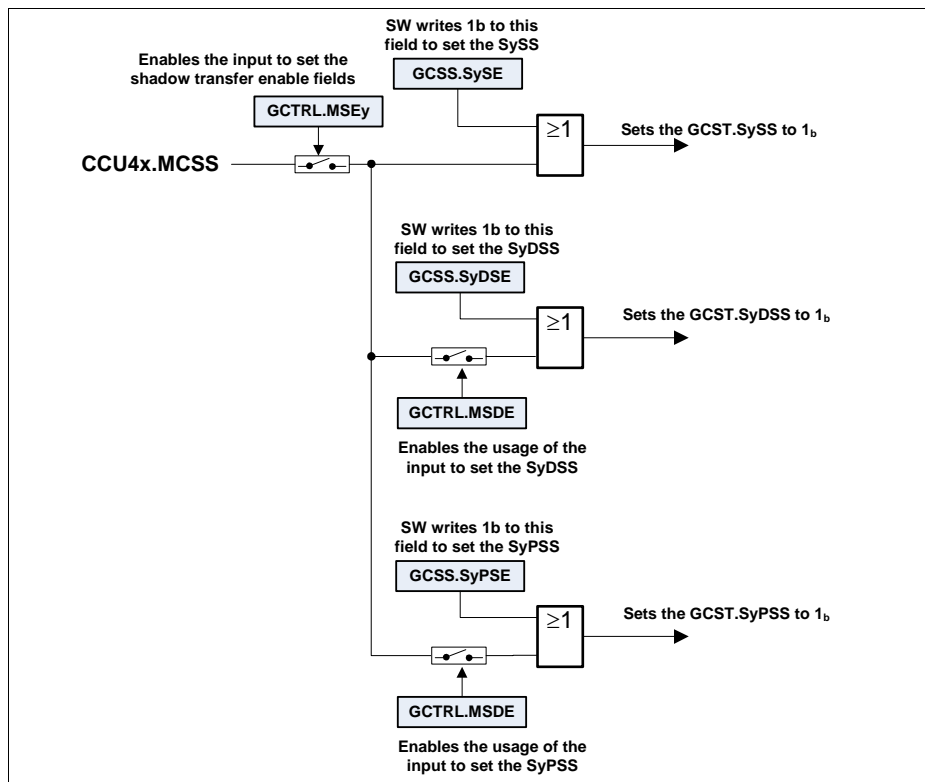 SW writes 1b to this
field to set the SySS
Enables the input to set the
shadow transfer enable fields
GCSS.SySE
GCTRL.MSEy
≥1
Sets the GCST.SySS to 1b
CCU4x.MCSS
SW writes 1b to this
field to set the SyDSS
GCSS.SyDSE
≥1
Sets the GCST.SyDSS to 1b
GCTRL.MSDE
Enables the usage of the
input to set the SyDSS
SW writes 1b to this
field to set the SyPSS
GCSS.SyPSE
≥1
Sets the GCST.SyPSS to 1b
GCTRL.MSDE
Enables the usage of the
input to set the SyPSS